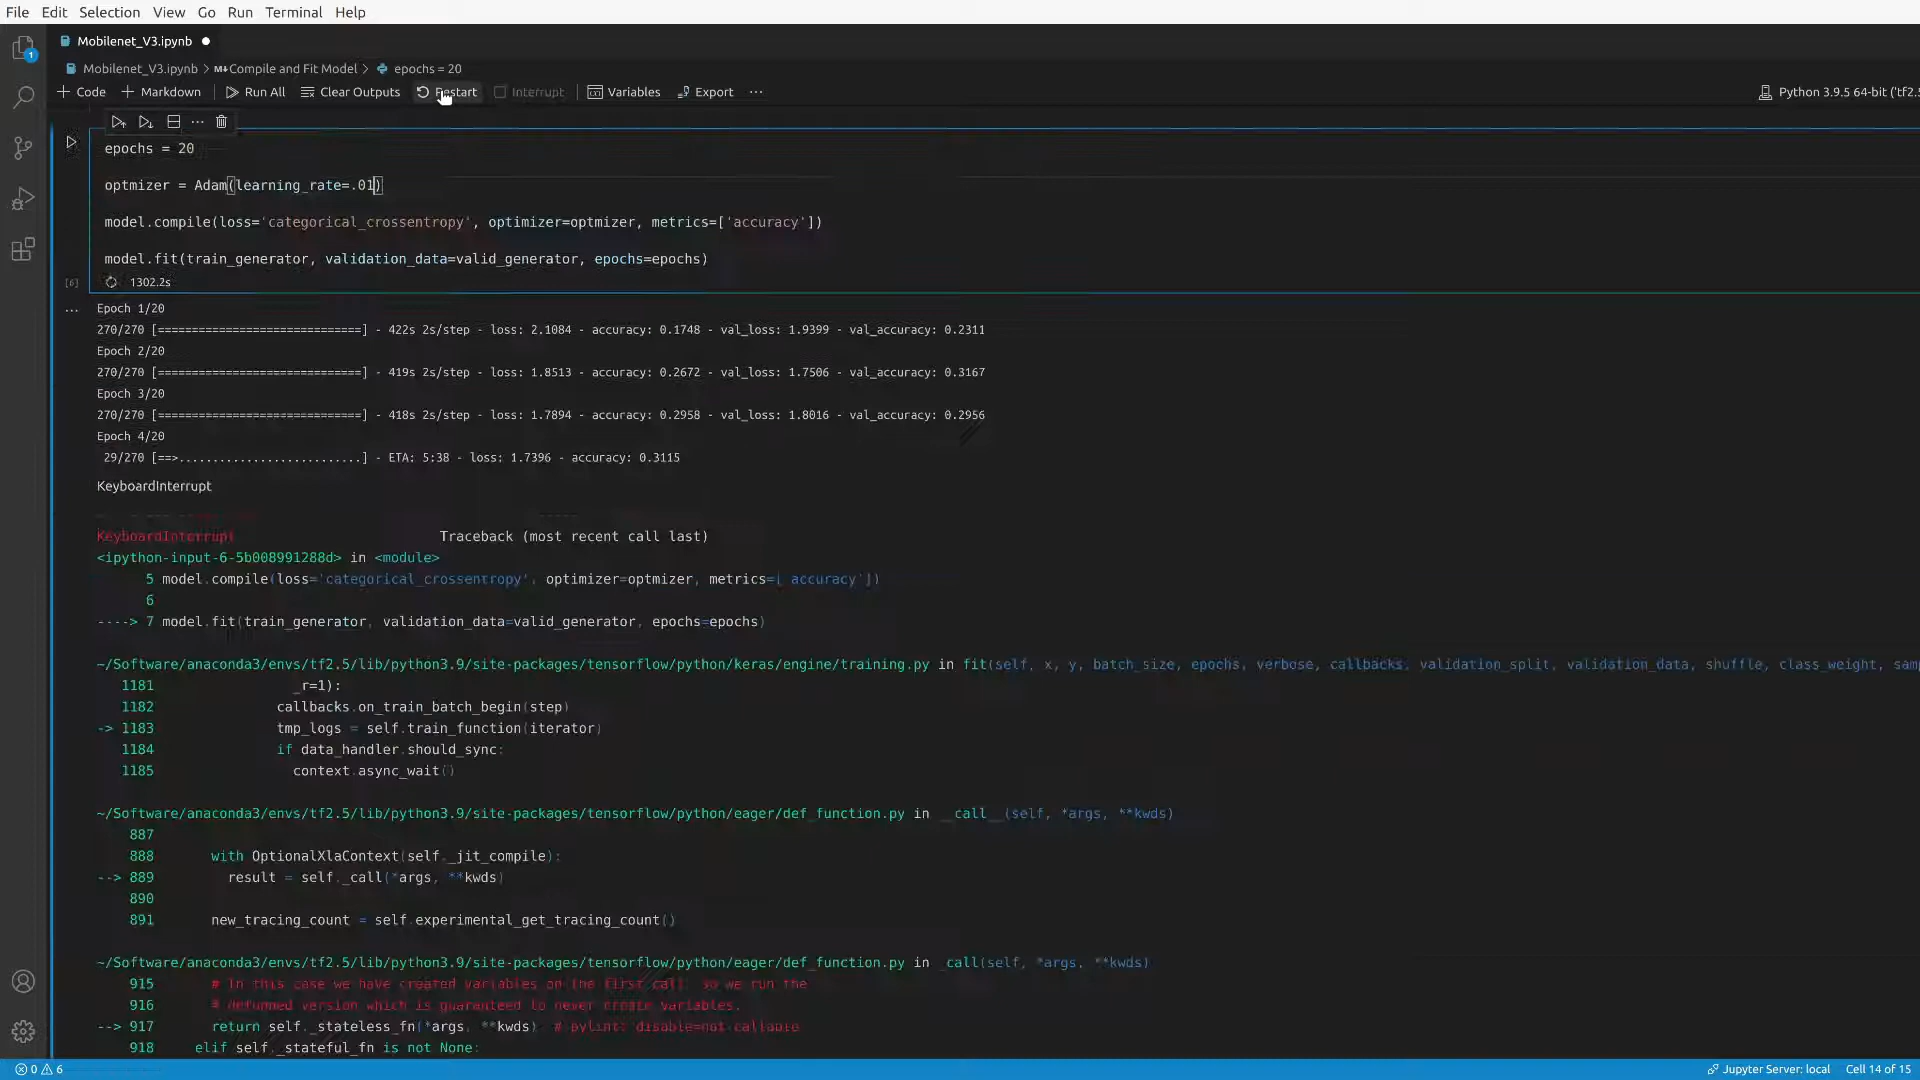 File Edit Selection View Go Run Terminal Help
Mobilenet_V3.ipynb
Mobilenet_V3.ipynb > M↓Compile and Fit Model > epochs = 20
+ Code + Markdown Run All Clear Outputs Restart Interrupt Variables Export ··· Python 3.9.5 64-bit ('tf2.5
epochs = 20
optmizer = Adam(learning_rate=.01)
model.compile(loss='categorical_crossentropy', optimizer=optmizer, metrics=['accuracy'])
model.fit(train_generator, validation_data=valid_generator, epochs=epochs)
[6] 1302.2s
Epoch 1/20
270/270 [==============================] - 422s 2s/step - loss: 2.1084 - accuracy: 0.1748 - val_loss: 1.9399 - val_accuracy: 0.2311
Epoch 2/20
270/270 [==============================] - 419s 2s/step - loss: 1.8513 - accuracy: 0.2672 - val_loss: 1.7506 - val_accuracy: 0.3167
Epoch 3/20
270/270 [==============================] - 418s 2s/step - loss: 1.7894 - accuracy: 0.2958 - val_loss: 1.8016 - val_accuracy: 0.2956
Epoch 4/20
29/270 [==>...........................] - ETA: 5:38 - loss: 1.7396 - accuracy: 0.3115
KeyboardInterrupt
KeyboardInterrupt Traceback (most recent call last)
<ipython-input-6-5b008991288d> in <module>
5 model.compile(loss='categorical_crossentropy', optimizer=optmizer, metrics=['accuracy'])
6
----> 7 model.fit(train_generator, validation_data=valid_generator, epochs=epochs)
~/Software/anaconda3/envs/tf2.5/lib/python3.9/site-packages/tensorflow/python/keras/engine/training.py in fit(self, x, y, batch_size, epochs, verbose, callbacks, validation_split, validation_data, shuffle, class_weight, sam
1181 _r=1):
1182 callbacks.on_train_batch_begin(step)
-> 1183 tmp_logs = self.train_function(iterator)
1184 if data_handler.should_sync:
1185 context.async_wait()
~/Software/anaconda3/envs/tf2.5/lib/python3.9/site-packages/tensorflow/python/eager/def_function.py in __call__(self, *args, **kwds)
887
888 with OptionalXlaContext(self._jit_compile):
--> 889 result = self._call(*args, **kwds)
890
891 new_tracing_count = self.experimental_get_tracing_count()
~/Software/anaconda3/envs/tf2.5/lib/python3.9/site-packages/tensorflow/python/eager/def_function.py in _call(self, *args, **kwds)
915 # In this case we have created variables on the first call, so we run the
916 # defunned version which is guaranteed to never create variables.
--> 917 return self._stateless_fn(*args, **kwds) # pylint: disable=not-callable
918 elif self._stateful_fn is not None:
0 6 Jupyter Server: local Cell 14 of 15